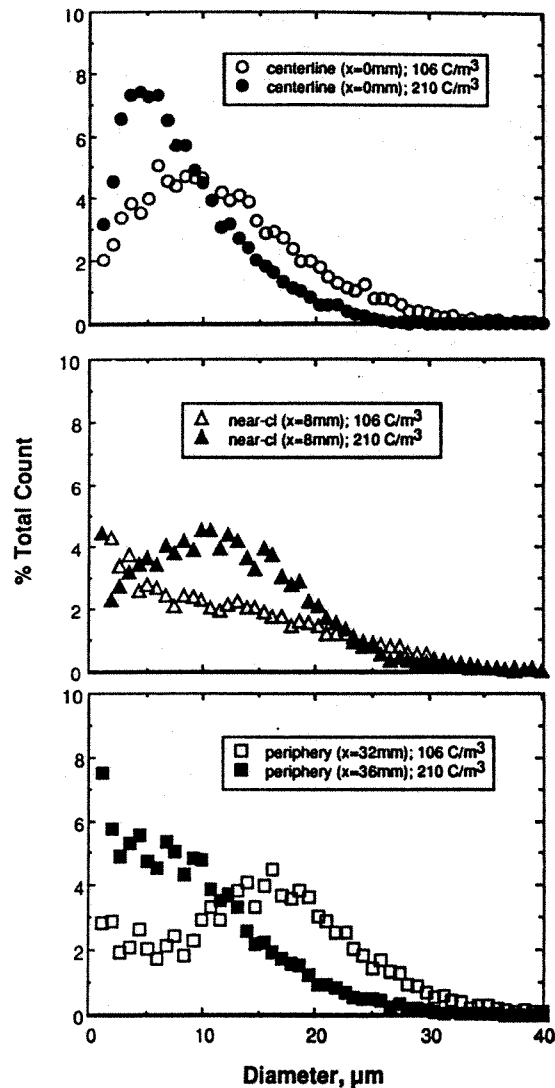 10
8
6
4
2
0
centerline (x=0mm); 106 C/m³
centerline (x=0mm); 210 C/m³
10
8
6
4
2
0
near-cl (x=8mm); 106 C/m³
near-cl (x=8mm); 210 C/m³
% Total Count
10
8
6
4
2
0
periphery (x=32mm); 106 C/m³
periphery (x=36mm); 210 C/m³
0 10 20 30 40
Diameter, µm